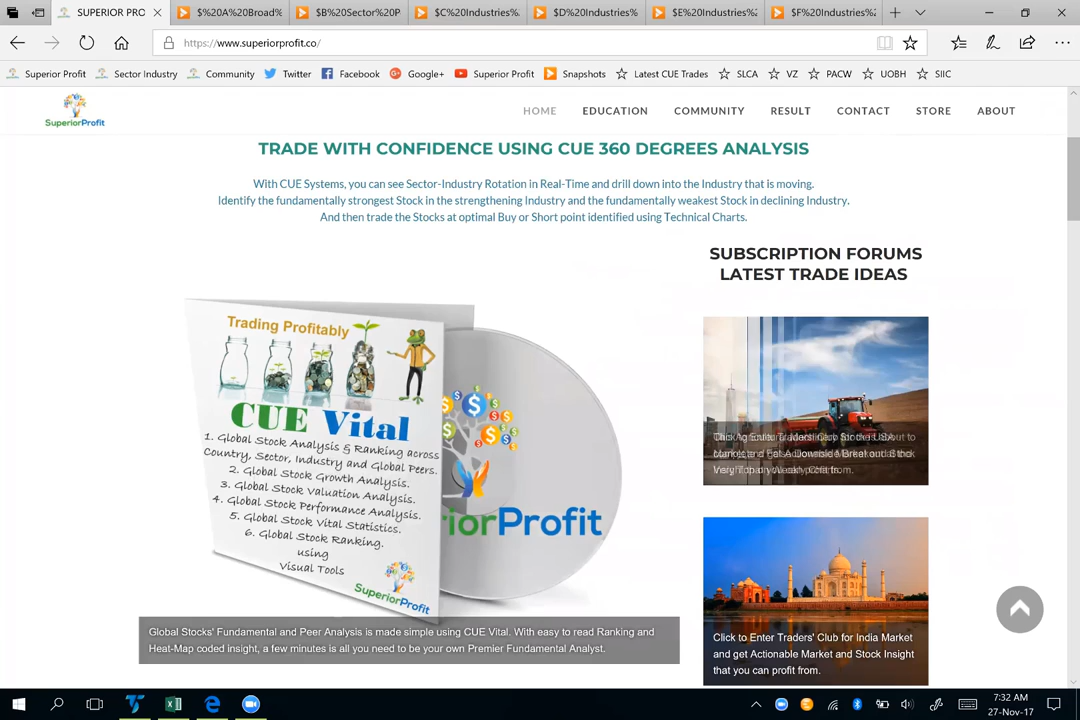 SUPERIOR PRO
$%20A%20Broad%
$%20B%20Sector%20P
$%20C%20Industries%
$%20D%20Industries%
$%20E%20Industries%2
$%20F%20Industries%2
https://www.superiorprofit.co/
Superior Profit
Sector Industry
Community
Twitter
Facebook
Google+
Superior Profit
Snapshots
Latest CUE Trades
SLCA
VZ
PACW
UOBH
SIIC
SuperiorProfit
HOME
EDUCATION
COMMUNITY
RESULT
CONTACT
STORE
ABOUT
TRADE WITH CONFIDENCE USING CUE 360 DEGREES ANALYSIS
With CUE Systems, you can see Sector-Industry Rotation in Real-Time and drill down into the Industry that is moving.
Identify the fundamentally strongest Stock in the strengthening Industry and the fundamentally weakest Stock in declining Industry.
And then trade the Stocks at optimal Buy or Short point identified using Technical Charts.
SUBSCRIPTION FORUMS
LATEST TRADE IDEAS
Trading Profitably
CUE Vital
1. Global Stock Analysis & Ranking across
Country, Sector, Industry and Global Peers.
2. Global Stock Growth Analysis.
3. Global Stock Valuation Analysis.
4. Global Stock Performance Analysis.
5. Global Stock Vital Statistics.
6. Global Stock Ranking.
using
Visual Tools
SuperiorProfit
iorProfit
Global Stocks' Fundamental and Peer Analysis is made simple using CUE Vital. With easy to read Ranking and
Heat-Map coded insight, a few minutes is all you need to be your own Premier Fundamental Analyst.
Click to Enter Traders' Club for India Market
and get Actionable Market and Stock Insight
that you can profit from.
7:32 AM
27-Nov-17